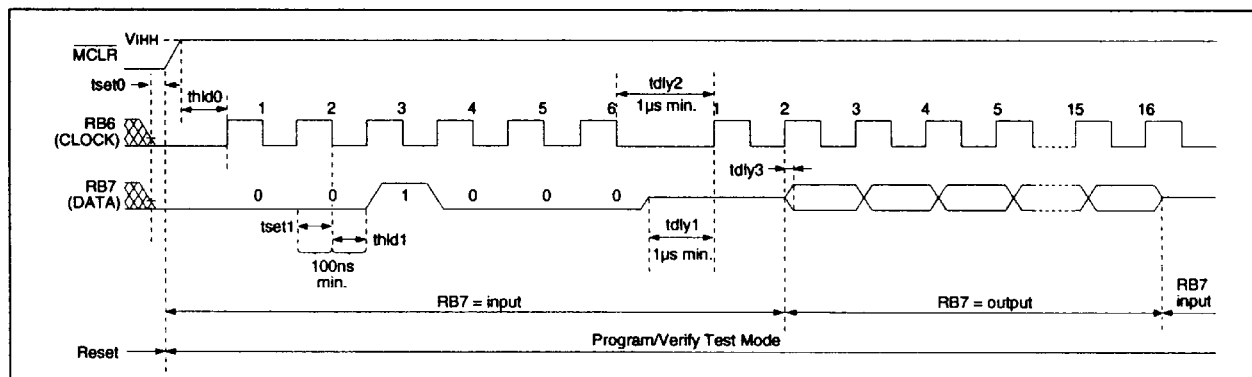 VIHH
MCLR
tset0
thld0
tdly2
1µs min.
1 2 3 4 5 6 1 2 3 4 5 15 16
RB6
(CLOCK)
tdly3
RB7
(DATA)
0 0 1 0 0 0
tset1
thld1
tdly1
1µs min.
100ns
min.
RB7 = input
RB7 = output
RB7
input
Reset
Program/Verify Test Mode